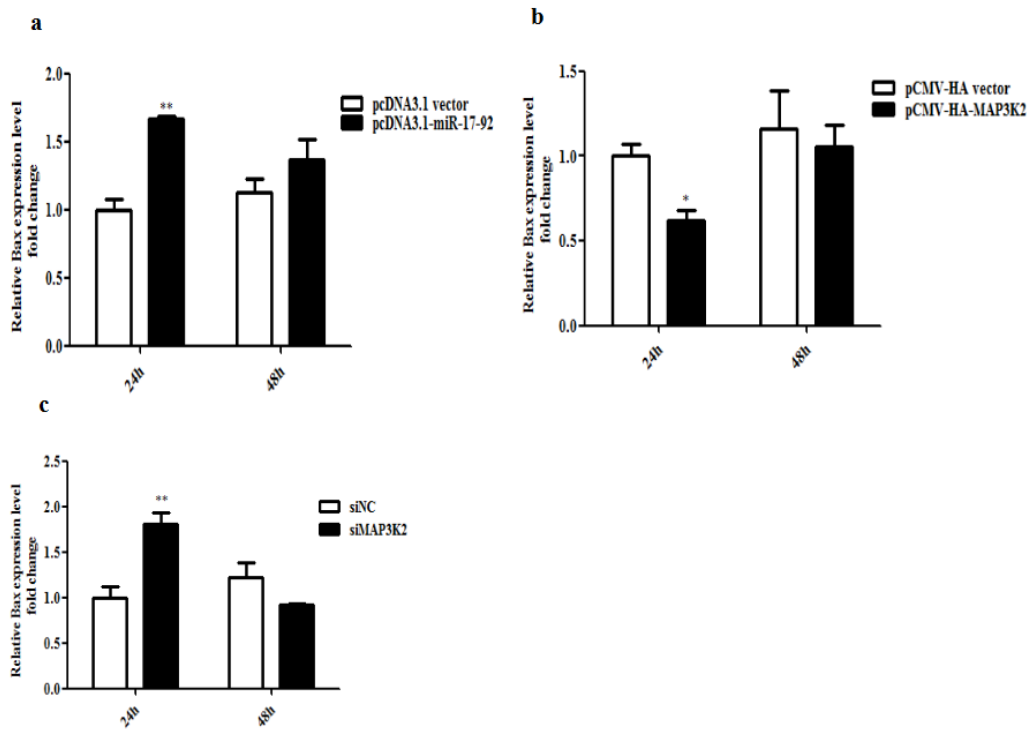 a
2.0
1.5
1.0
0.5
0.0
Relative Bax expression level
fold change
**
pcDNA3.1 vector
pcDNA3.1-miR-17-92
24h
48h
b
1.5
1.0
0.5
0.0
Relative Bax expression level
fold change
*
pCMV-HA vector
pCMV-HA-MAP3K2
24h
48h
c
2.5
2.0
1.5
1.0
0.5
0.0
Relative Bax expression level
fold change
**
siNC
siMAP3K2
24h
48h